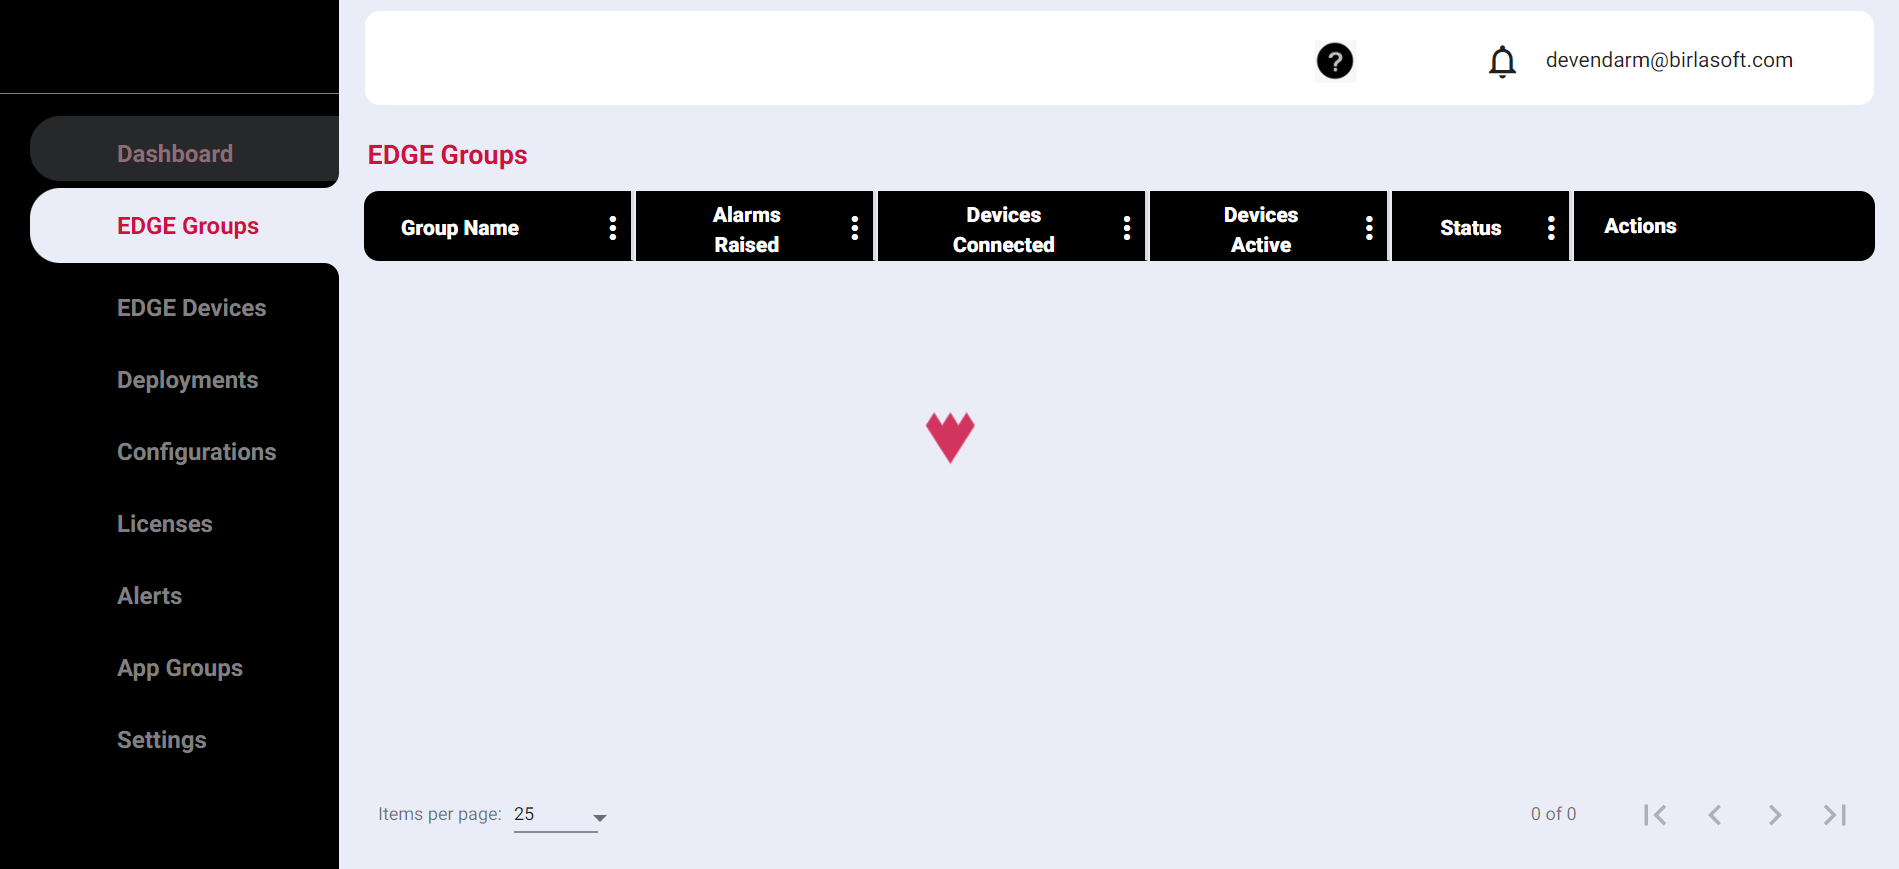 ?
devendarm@birlasoft.com
Dashboard
EDGE Groups
EDGE Devices
Deployments
Configurations
Licenses
Alerts
App Groups
Settings
EDGE Groups
Group Name
Alarms
Raised
Devices
Connected
Devices
Active
Status
Actions
Items per page: 25
0 of 0